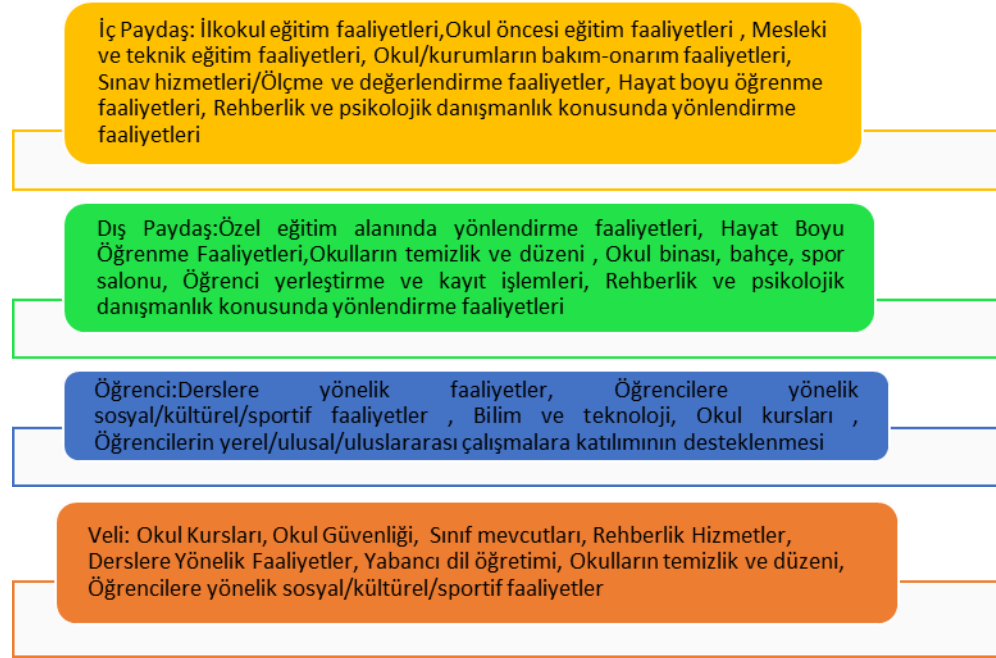 İç Paydaş: İlkokul eğitim faaliyetleri,Okul öncesi eğitim faaliyetleri , Mesleki
ve teknik eğitim faaliyetleri, Okul/kurumların bakım-onarım faaliyetleri,
Sınav hizmetleri/Ölçme ve değerlendirme faaliyetler, Hayat boyu öğrenme
faaliyetleri, Rehberlik ve psikolojik danışmanlık konusunda yönlendirme
faaliyetleri
Dış Paydaş:Özel eğitim alanında yönlendirme faaliyetleri, Hayat Boyu
Öğrenme Faaliyetleri,Okulların temizlik ve düzeni , Okul binası, bahçe, spor
salonu, Öğrenci yerleştirme ve kayıt işlemleri, Rehberlik ve psikolojik
danışmanlık konusunda yönlendirme faaliyetleri
Öğrenci:Derslere yönelik faaliyetler, Öğrencilere yönelik
sosyal/kültürel/sportif faaliyetler , Bilim ve teknoloji, Okul kursları ,
Öğrencilerin yerel/ulusal/uluslararası çalışmalara katılımının desteklenmesi
Veli: Okul Kursları, Okul Güvenliği, Sınıf mevcutları, Rehberlik Hizmetler,
Derslere Yönelik Faaliyetler, Yabancı dil öğretimi, Okulların temizlik ve düzeni,
Öğrencilere yönelik sosyal/kültürel/sportif faaliyetler